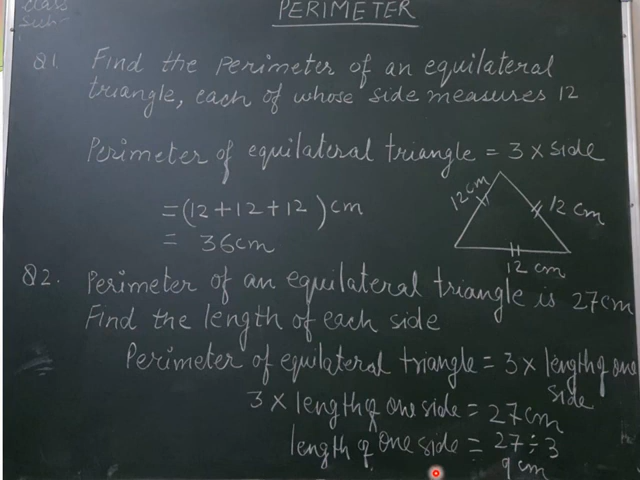 class
PERIMETER
Q1. Find the perimeter of an equilateral
triangle, each of whose side measures 12
Perimeter of equilateral triangle = 3 × side
= (12 + 12 + 12) cm
= 36cm
12cm
12 cm
12 cm
Q2. Perimeter of an equilateral triangle is 27cm
Find the length of each side
Perimeter of equilateral triangle = 3 × length of one
side
3 × length of one side = 27cm
length of one side = 27 ÷ 3
9 cm